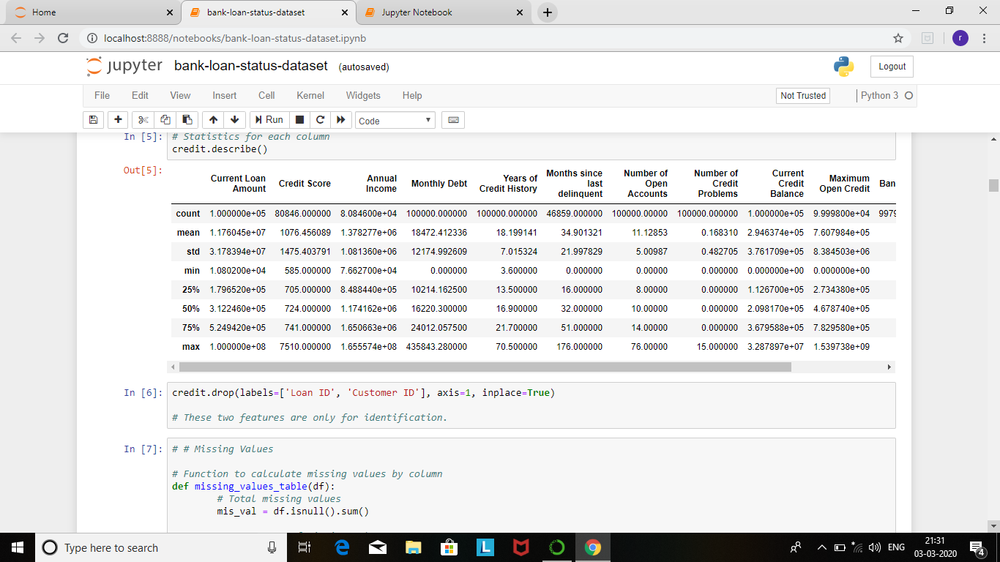 Home
bank-loan-status-dataset
Jupyter Notebook
localhost:8888/notebooks/bank-loan-status-dataset.ipynb
r
jupyter bank-loan-status-dataset (autosaved)
Logout
File Edit View Insert Cell Kernel Widgets Help
Not Trusted
Python 3
Run
Code
In [5]: # Statistics for each column
credit.describe()
Out[5]:
Current Loan Amount Credit Score Annual Income Monthly Debt Years of Credit History Months since last delinquent Number of Open Accounts Number of Credit Problems Current Credit Balance Maximum Open Credit Ban
count 1.000000e+05 80846.000000 8.084600e+04 100000.000000 100000.000000 46859.000000 100000.00000 100000.000000 1.000000e+05 9.999800e+04 9979
mean 1.176045e+07 1076.456089 1.378277e+06 18472.412336 18.199141 34.901321 11.12853 0.168310 2.946374e+05 7.607984e+05
std 3.178394e+07 1475.403791 1.081360e+06 12174.992609 7.015324 21.997829 5.00987 0.482705 3.761709e+05 8.384503e+06
min 1.080200e+04 585.000000 7.662700e+04 0.000000 3.600000 0.000000 0.00000 0.000000 0.000000e+00 0.000000e+00
25% 1.796520e+05 705.000000 8.488440e+05 10214.162500 13.500000 16.000000 8.00000 0.000000 1.126700e+05 2.734380e+05
50% 3.122460e+05 724.000000 1.174162e+06 16220.300000 16.900000 32.000000 10.00000 0.000000 2.098170e+05 4.678740e+05
75% 5.249420e+05 741.000000 1.650663e+06 24012.057500 21.700000 51.000000 14.00000 0.000000 3.679588e+05 7.829580e+05
max 1.000000e+08 7510.000000 1.655574e+08 435843.280000 70.500000 176.000000 76.00000 15.000000 3.287897e+07 1.539738e+09
In [6]: credit.drop(labels=['Loan ID', 'Customer ID'], axis=1, inplace=True)
# These two features are only for identification.
In [7]: # # Missing Values
# Function to calculate missing values by column
def missing_values_table(df):
# Total missing values
mis_val = df.isnull().sum()
Type here to search
L
ENG
21:31
03-03-2020
4